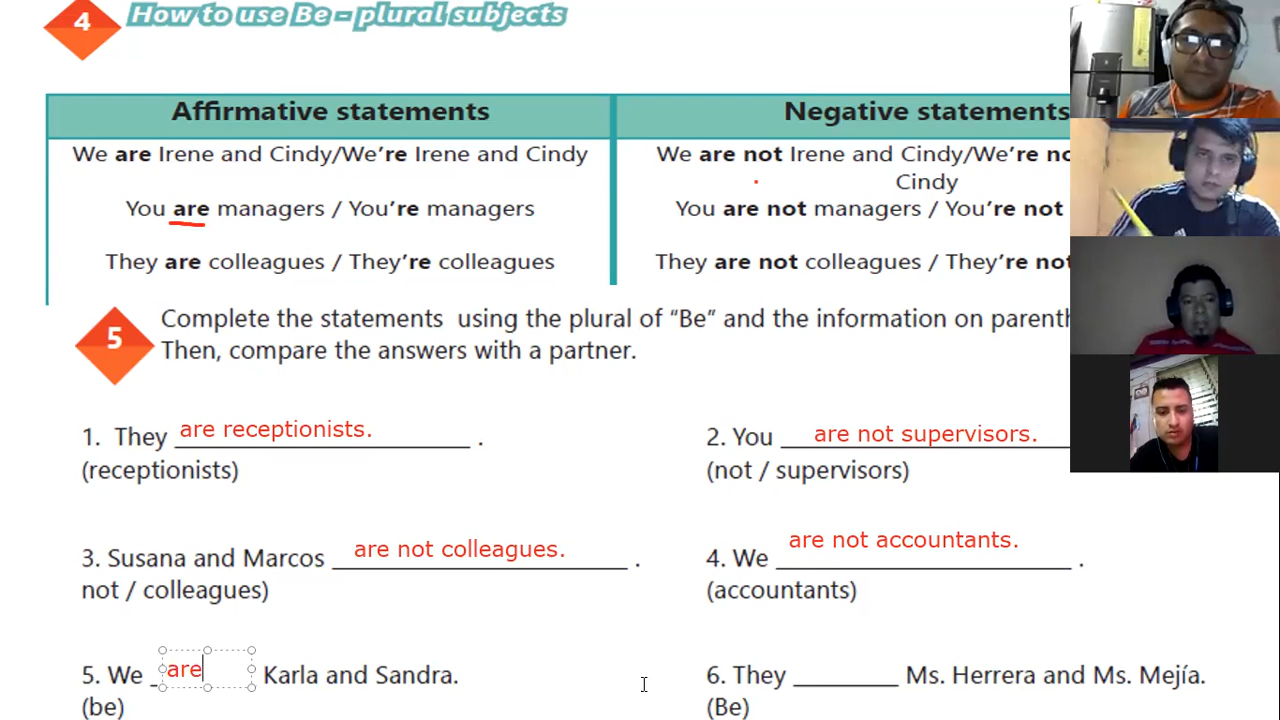 4 How to use Be - plural subjects
Affirmative statements
Negative statements
We are Irene and Cindy/We're Irene and Cindy
We are not Irene and Cindy/We're
Cindy
You are managers / You're managers
You are not managers / You're not
They are colleagues / They're colleagues
They are not colleagues / They're not
5 Complete the statements using the plural of “Be” and the information on
Then, compare the answers with a partner.
1. They are receptionists. .
(receptionists)
2. You are not supervisors.
(not / supervisors)
3. Susana and Marcos are not colleagues. .
not / colleagues)
4. We are not accountants. .
(accountants)
5. We are Karla and Sandra.
(be)
6. They ________ Ms. Herrera and Ms. Mejía.
(Be)